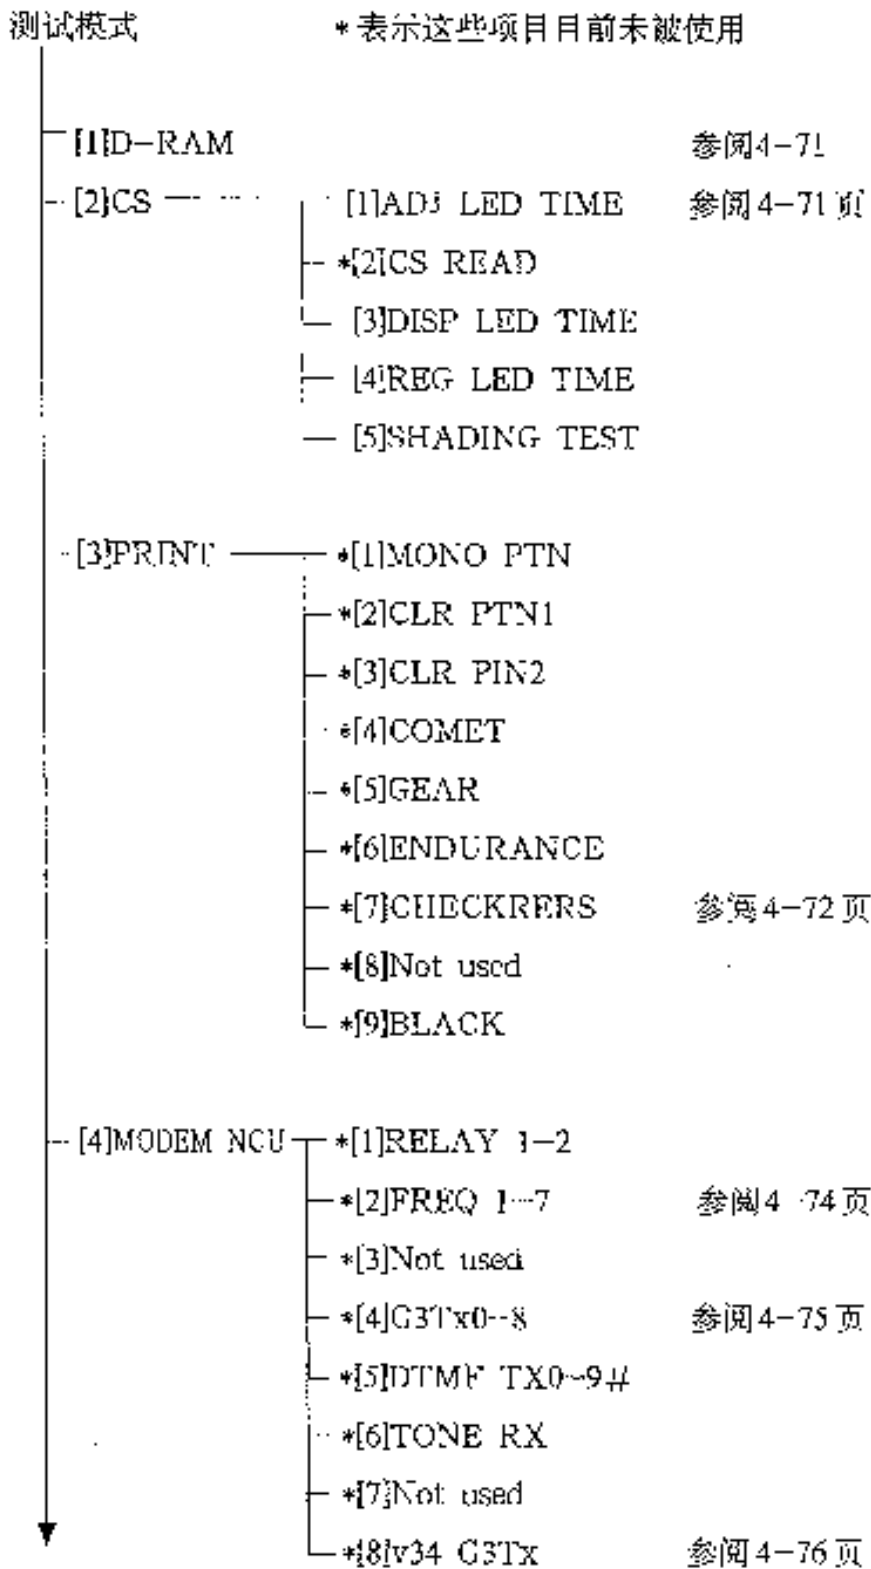 测试模式 *表示这些项目目前未被使用
[1]D-RAM 参阅4-71
[2]CS [1]ADJ LED TIME 参阅4-71页
*[2]CS READ
[3]DISP LED TIME
[4]REG LED TIME
[5]SHADING TEST
[3]PRINT *[1]MONO PTN
*[2]CLR PTN1
*[3]CLR PIN2
*[4]COMET
*[5]GEAR
*[6]ENDURANCE
*[7]CHECKRERS 参阅4-72页
*[8]Not used
*[9]BLACK
[4]MODEM NCU *[1]RELAY 1-2
*[2]FREQ 1-7 参阅4-74页
*[3]Not used
*[4]G3Tx0-8 参阅4-75页
*[5]DTMF TX0~9#
*[6]TONE RX
*[7]Not used
*[8]v34 G3Tx 参阅4-76页